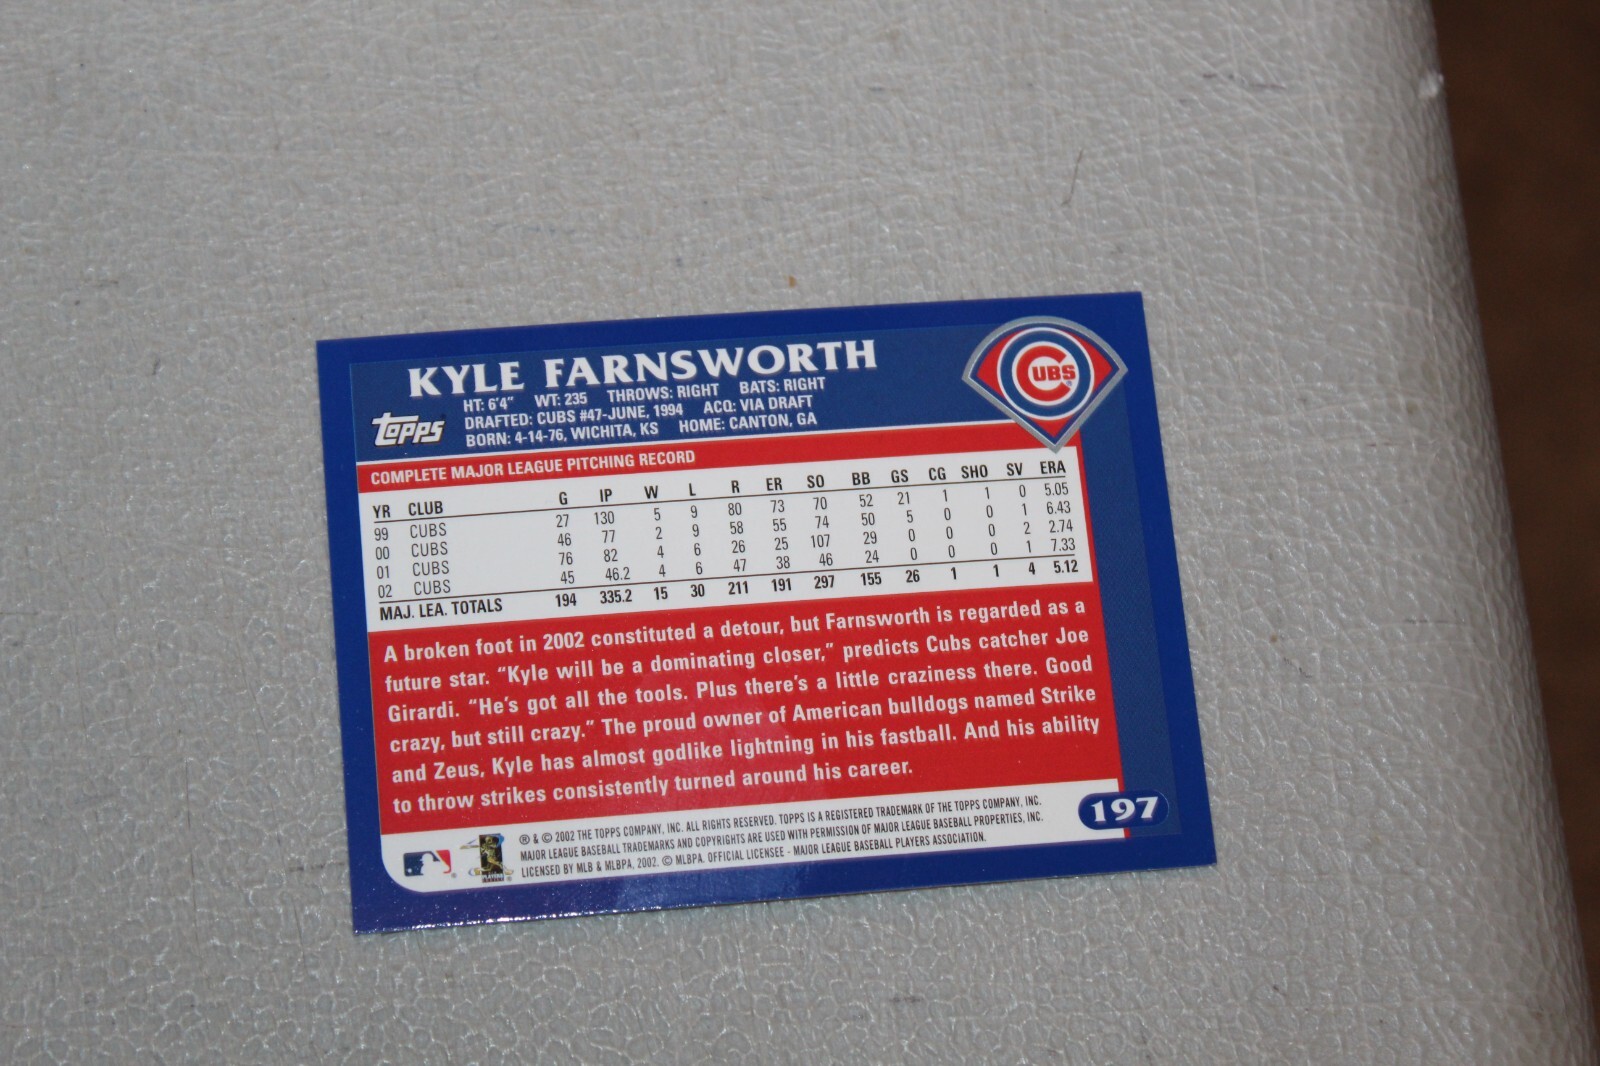 KYLE FARNSWORTH
HT: 6'4" WT: 235 THROWS: RIGHT BATS: RIGHT
DRAFTED: CUBS #47-JUNE, 1994 ACQ: VIA DRAFT
BORN: 4-14-76, WICHITA, KS HOME: CANTON, GA
topps
CUBS
COMPLETE MAJOR LEAGUE PITCHING RECORD
YR CLUB G IP W L R ER SO BB GS CG SHO SV ERA
99 CUBS 27 130 5 9 80 73 70 52 21 1 1 0 5.05
00 CUBS 46 77 2 9 58 55 74 50 5 0 0 1 6.43
01 CUBS 76 82 4 6 26 25 107 29 0 0 0 2 2.74
02 CUBS 45 46.2 4 6 47 38 46 24 0 0 0 1 7.33
MAJ. LEA. TOTALS 194 335.2 15 30 211 191 297 155 26 1 1 4 5.12
A broken foot in 2002 constituted a detour, but Farnsworth is regarded as a
future star. "Kyle will be a dominating closer," predicts Cubs catcher Joe
Girardi. "He's got all the tools. Plus there's a little craziness there. Good
crazy, but still crazy." The proud owner of American bulldogs named Strike
and Zeus, Kyle has almost godlike lightning in his fastball. And his ability
to throw strikes consistently turned around his career.
® & © 2002 THE TOPPS COMPANY, INC. ALL RIGHTS RESERVED. TOPPS IS A REGISTERED TRADEMARK OF THE TOPPS COMPANY, INC.
MAJOR LEAGUE BASEBALL TRADEMARKS AND COPYRIGHTS ARE USED WITH PERMISSION OF MAJOR LEAGUE BASEBALL PROPERTIES, INC.
LICENSED BY MLB & MLBPA, 2002. © MLBPA. OFFICIAL LICENSEE - MAJOR LEAGUE BASEBALL PLAYERS ASSOCIATION.
197